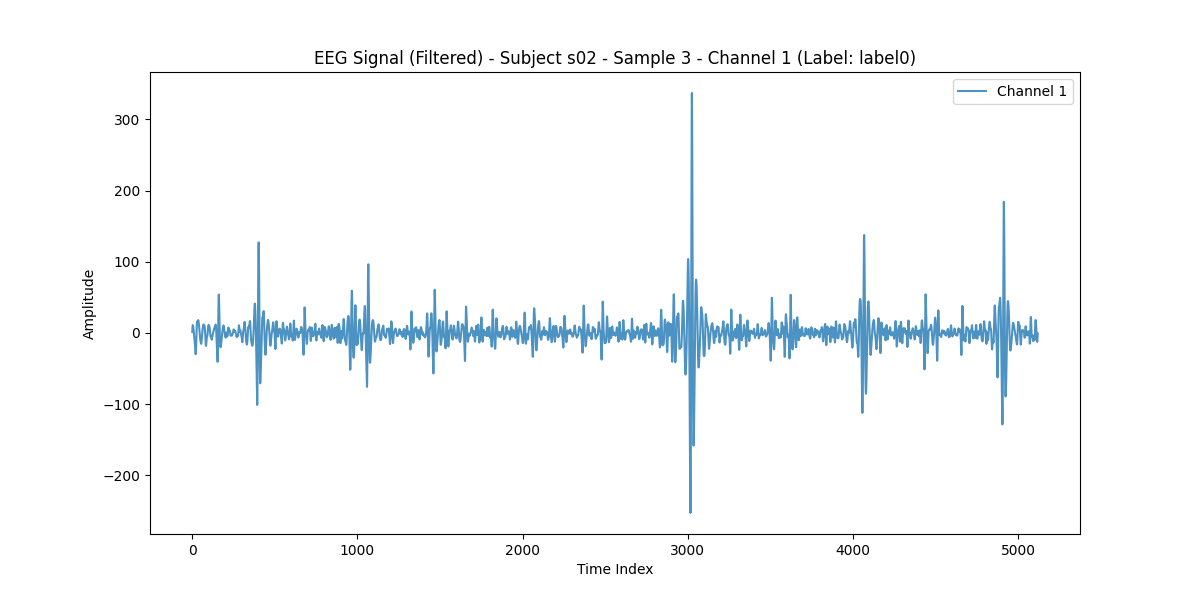 EEG Signal (Filtered) - Subject s02 - Sample 3 - Channel 1 (Label: label0)
Channel 1
300
200
100
0
−100
−200
Amplitude
0 1000 2000 3000 4000 5000
Time Index